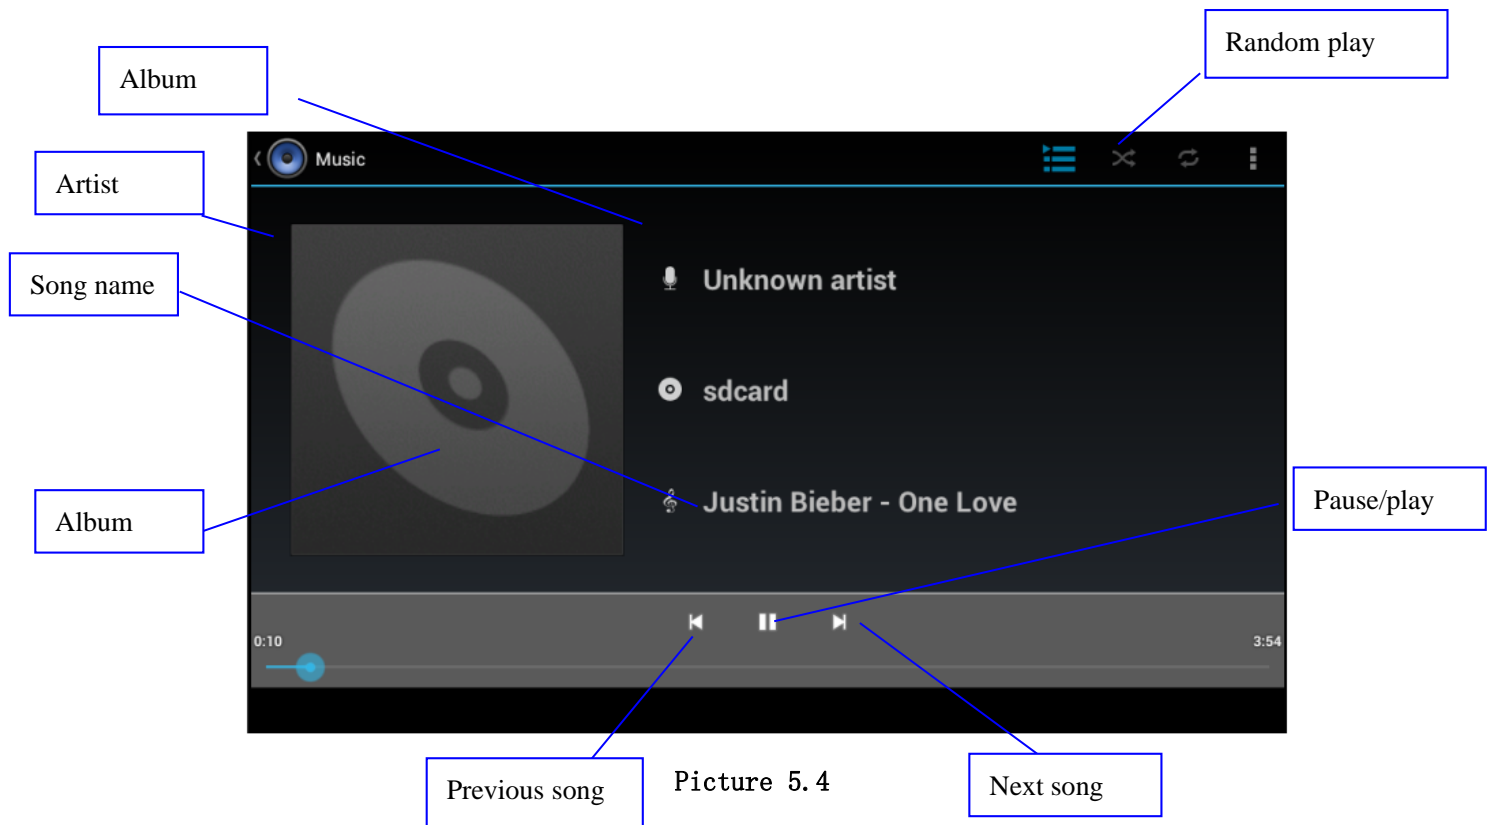 Random play
Album
Music
Artist
Unknown artist
Song name
sdcard
Album
Justin Bieber - One Love
Pause/play
0:10
3:54
Previous song
Picture 5.4
Next song